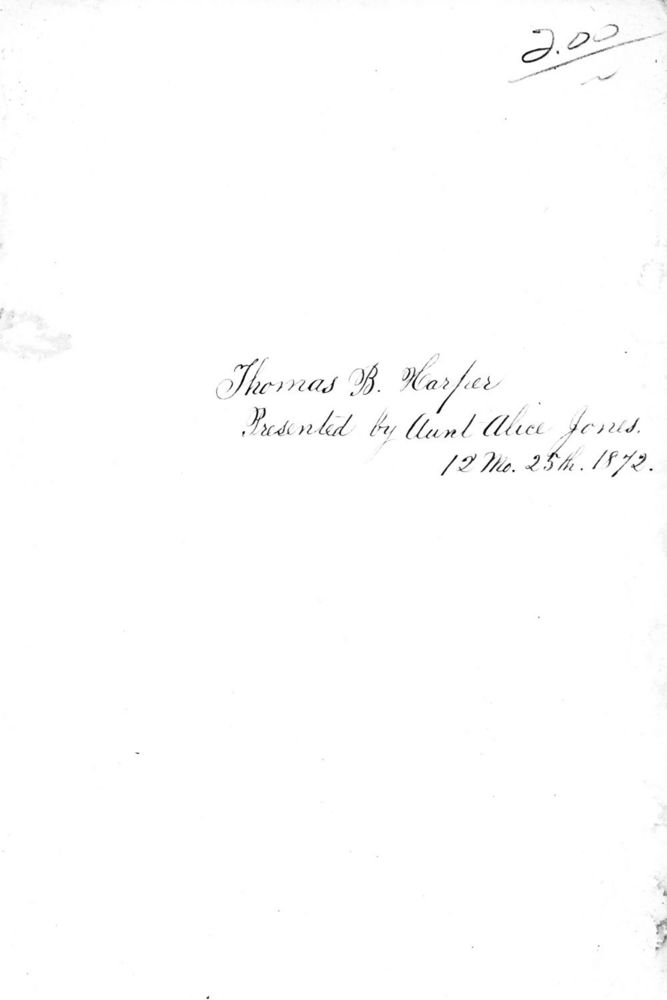 2.00
Thomas B. Harper
Presented by Aunt Alice Jones.
12 Mo. 25th. 1872.